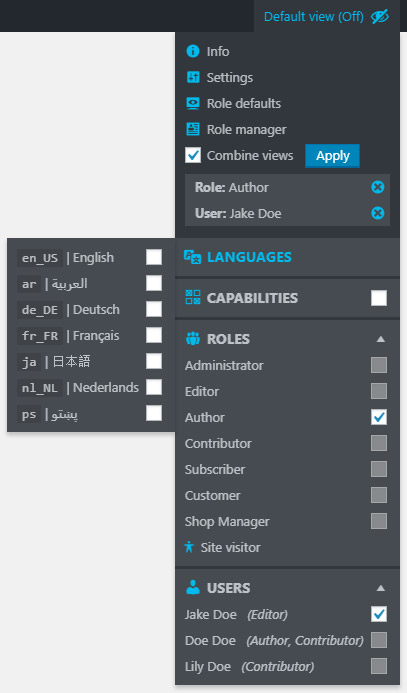 Default view (Off)
Info
Settings
Role defaults
Role manager
Combine views Apply
Role: Author
User: Jake Doe
en_US | English
ar | العربية
de_DE | Deutsch
fr_FR | Français
ja | 日本語
nl_NL | Nederlands
ps | پښتو
LANGUAGES
CAPABILITIES
ROLES
Administrator
Editor
Author
Contributor
Subscriber
Customer
Shop Manager
Site visitor
USERS
Jake Doe (Editor)
Doe Doe (Author, Contributor)
Lily Doe (Contributor)